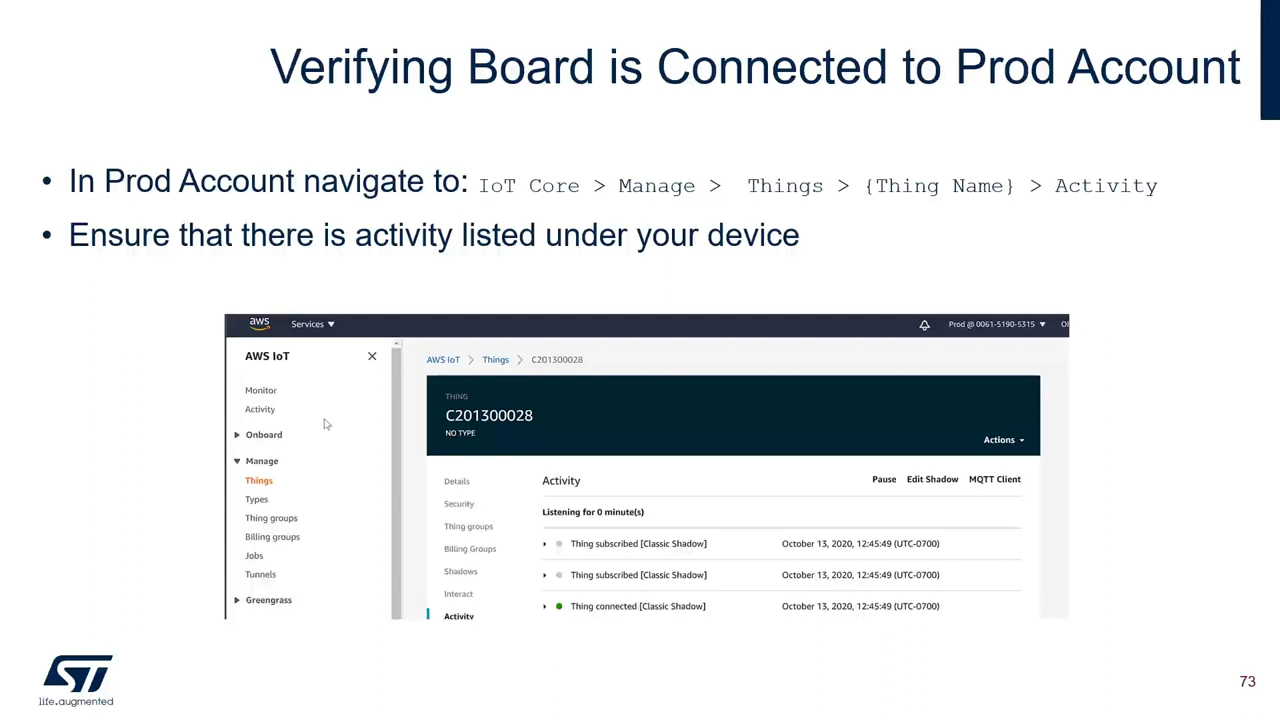 Verifying Board is Connected to Prod Account
• In Prod Account navigate to: IoT Core > Manage > Things > {Thing Name} > Activity
• Ensure that there is activity listed under your device
aws Services Prod @ 0061-5190-5315
AWS IoT
Monitor
Activity
Onboard
Manage
Things
Types
Thing groups
Billing groups
Jobs
Tunnels
Greengrass
AWS IoT > Things > C201300028
THING
C201300028
NO TYPE
Actions
Details
Security
Thing groups
Billing Groups
Shadows
Interact
Activity
Activity Pause Edit Shadow MQTT Client
Listening for 0 minute(s)
Thing subscribed [Classic Shadow] October 13, 2020, 12:45:49 (UTC-0700)
Thing subscribed [Classic Shadow] October 13, 2020, 12:45:49 (UTC-0700)
Thing connected [Classic Shadow] October 13, 2020, 12:45:49 (UTC-0700)
ST
life.augmented
73